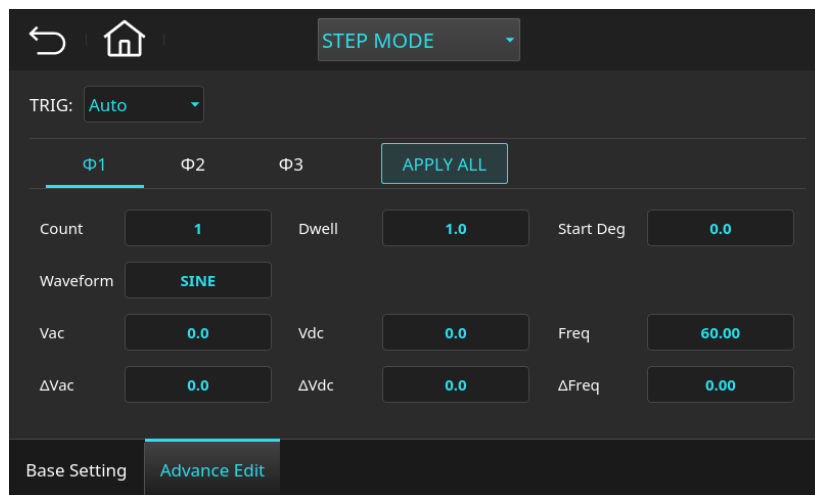 STEP MODE
TRIG: Auto
Φ1 Φ2 Φ3 APPLY ALL
Count 1 Dwell 1.0 Start Deg 0.0
Waveform SINE
Vac 0.0 Vdc 0.0 Freq 60.00
ΔVac 0.0 ΔVdc 0.0 ΔFreq 0.00
Base Setting Advance Edit